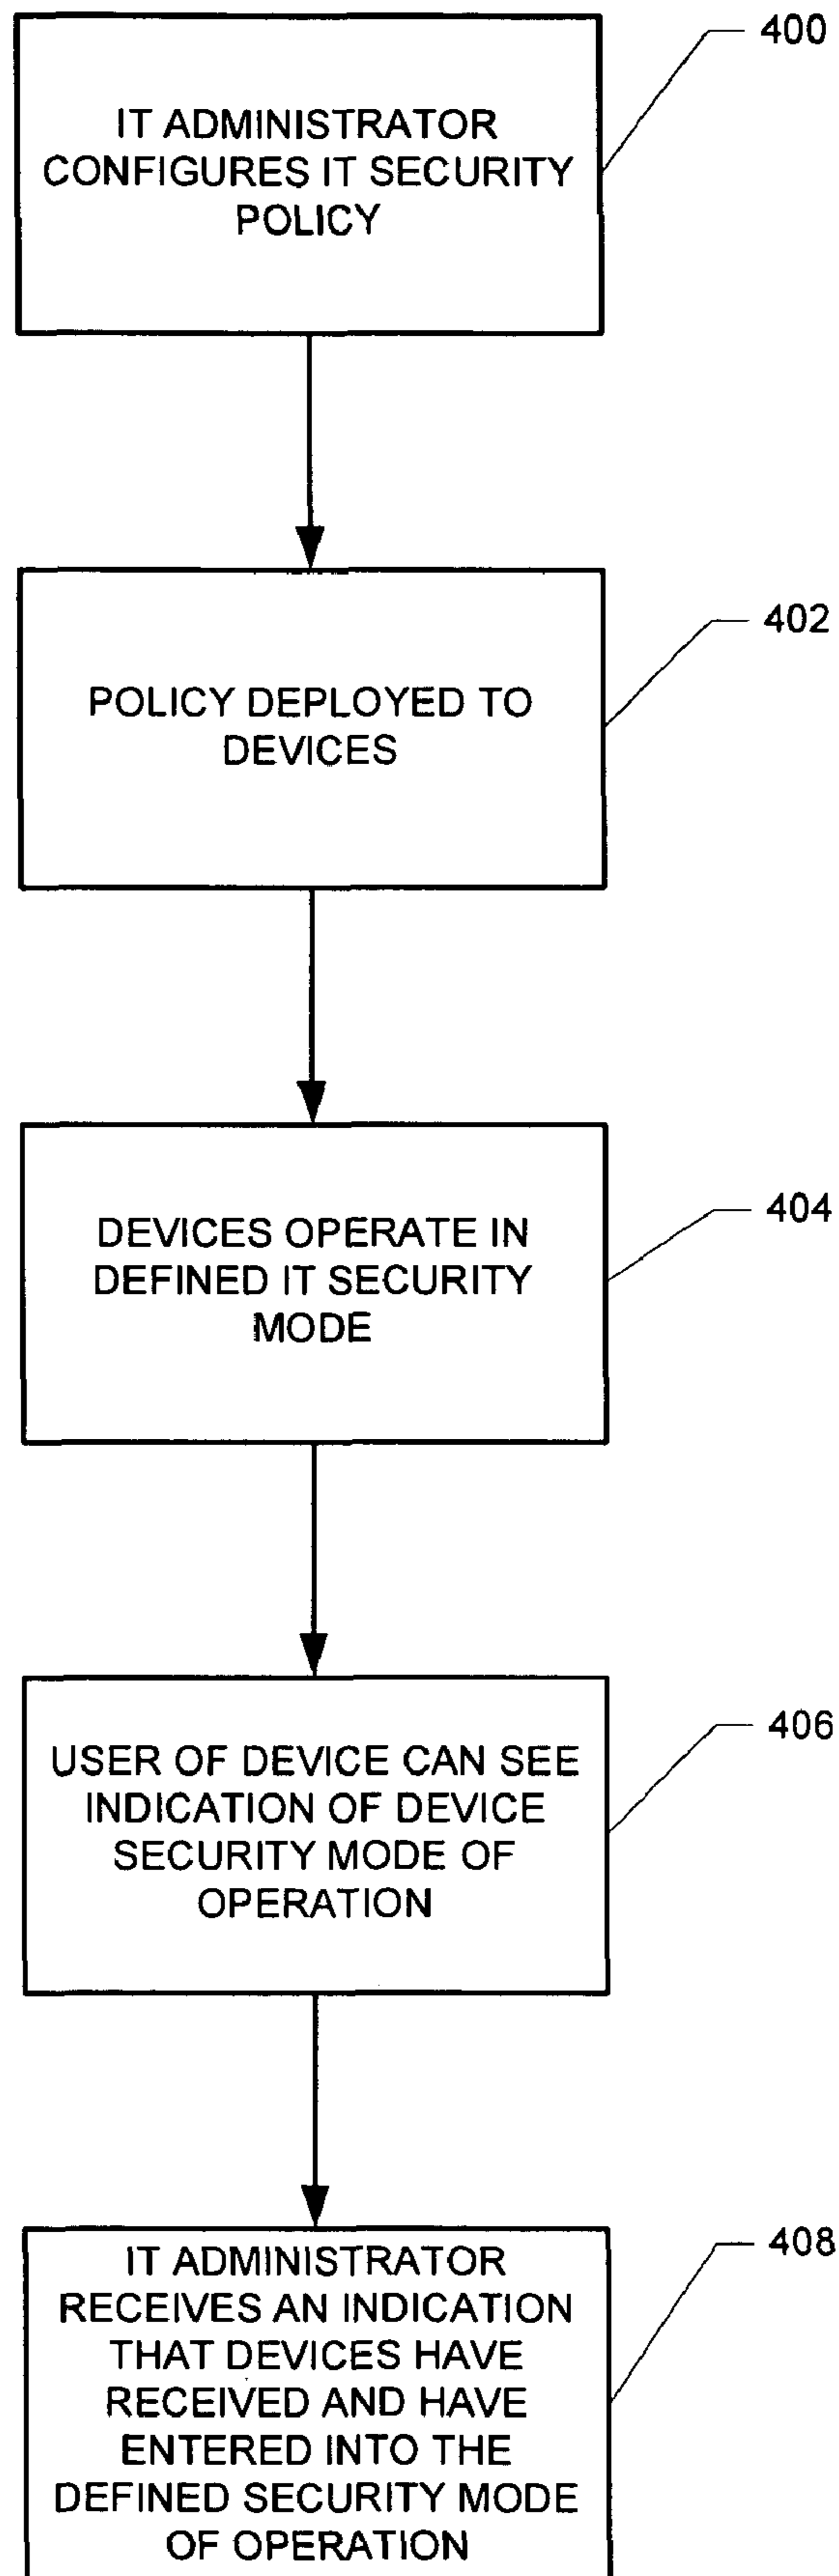 400
IT ADMINISTRATOR
CONFIGURES IT SECURITY
POLICY
402
POLICY DEPLOYED TO
DEVICES
404
DEVICES OPERATE IN
DEFINED IT SECURITY
MODE
406
USER OF DEVICE CAN SEE
INDICATION OF DEVICE
SECURITY MODE OF
OPERATION
408
IT ADMINISTRATOR
RECEIVES AN INDICATION
THAT DEVICES HAVE
RECEIVED AND HAVE
ENTERED INTO THE
DEFINED SECURITY MODE
OF OPERATION